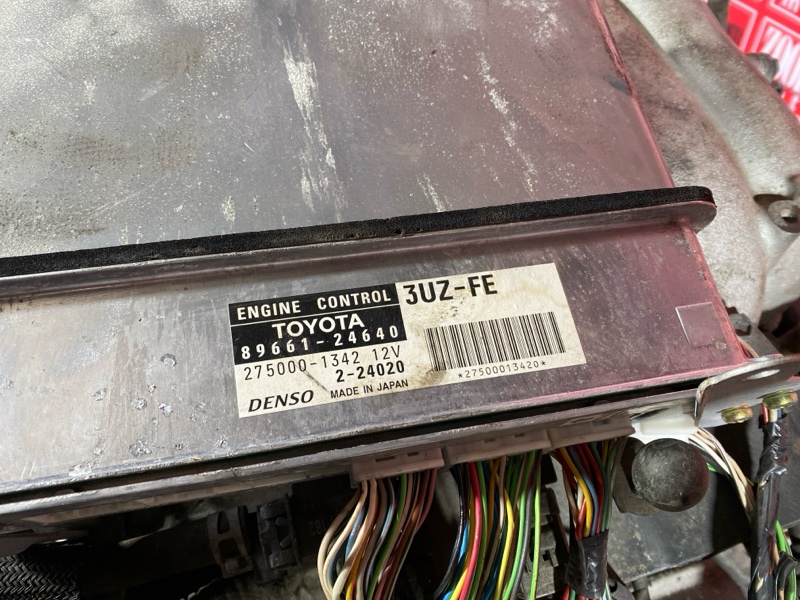 ENGINE CONTROL
3UZ-FE
TOYOTA
89661-24640
275000-1342 12V
2-24020
DENSO MADE IN JAPAN
*27500013420*